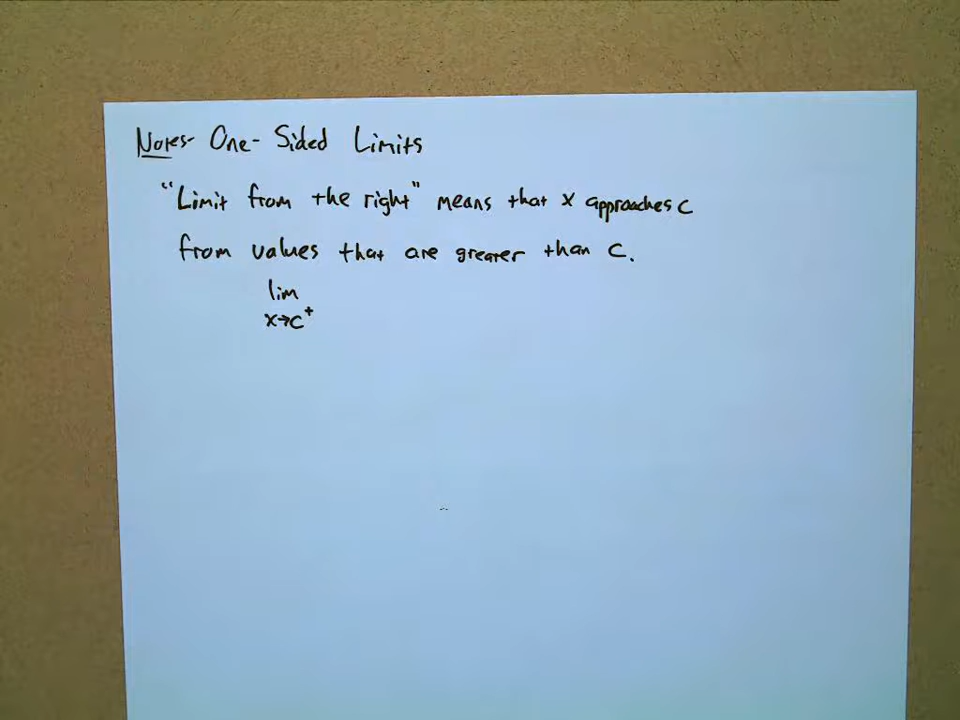 Notes- One-Sided Limits
"Limit from the right" means that x approaches c
from values that are greater than c.
lim
x→c⁺